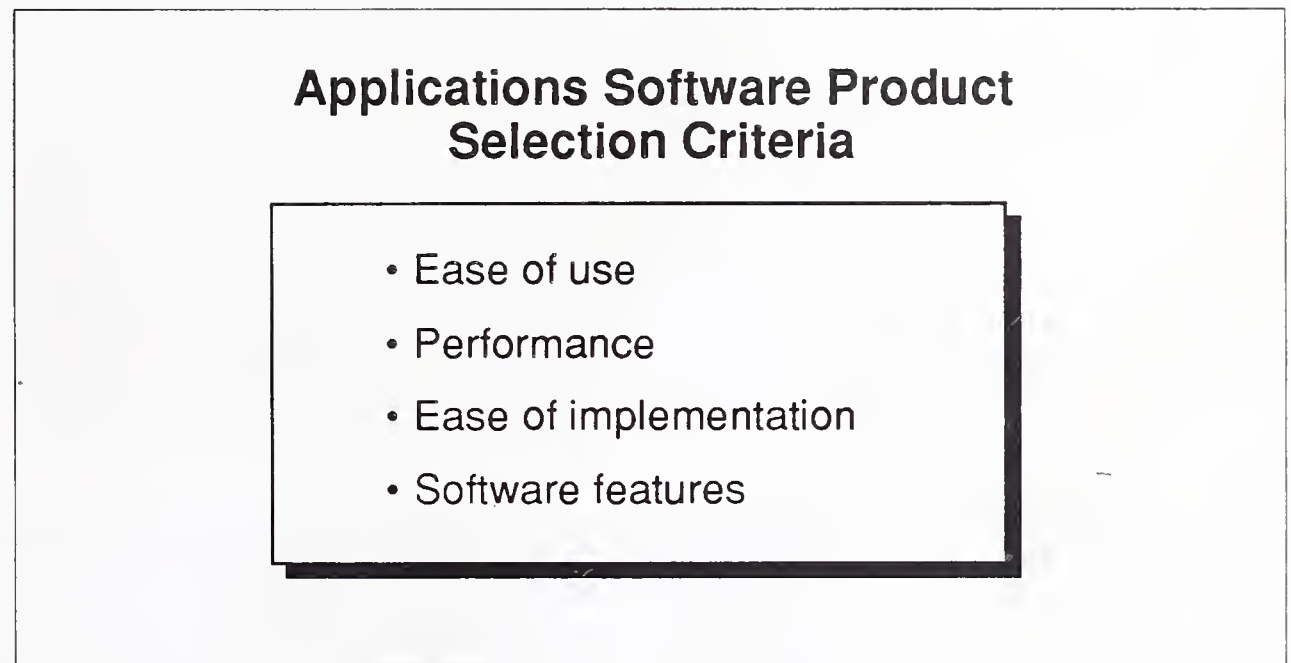 Applications Software Product
Selection Criteria
• Ease of use
• Performance
• Ease of implementation
• Software features